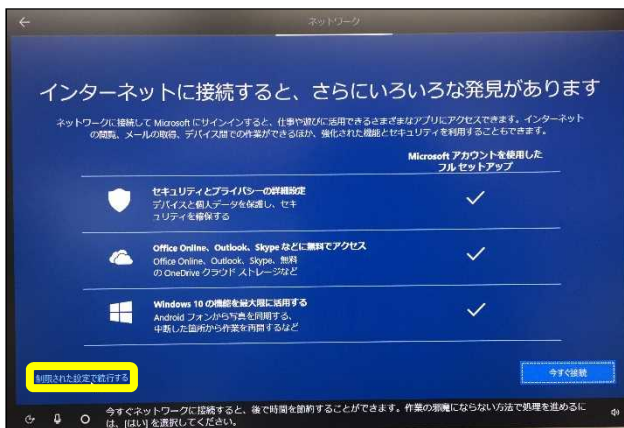 ネットワーク
インターネットに接続すると、さらにいろいろな発見があります
ネットワークに接続して Microsoft にサインインすると、仕事や遊びに活用できるさまざまなアプリにアクセスできます。インターネット
の閲覧、メールの取得、デバイス間での作業ができるほか、強化された機能とセキュリティを利用することもできます。
Microsoft アカウントを使用した
フル セットアップ
セキュリティとプライバシーの詳細設定
デバイスと個人データを保護し、セキ
ュリティを確保する
Office Online、Outlook、Skype などに無料でアクセス
Office Online、Outlook、Skype、無料
の OneDrive クラウド ストレージなど
Windows 10 の機能を最大限に活用する
Android フォンから写真を同期する、
中断した箇所から作業を再開するなど
制限された設定で続行する
今すぐ接続
今すぐネットワークに接続すると、後で時間を節約することができます。作業の邪魔にならない方法で処理を進めるに
は、[はい] を選択してください。